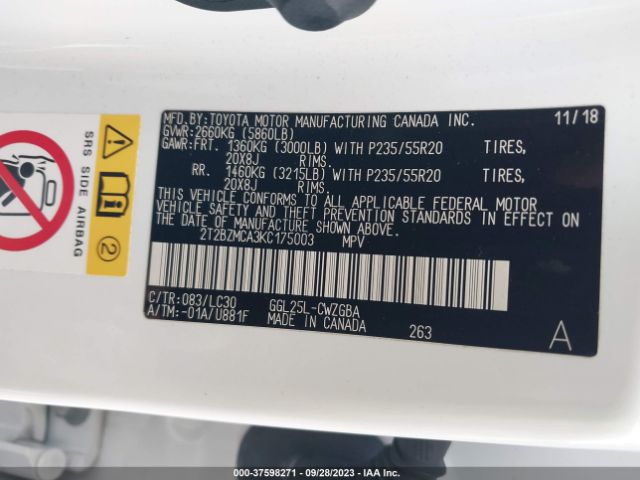 MFD.BY:TOYOTA MOTOR MANUFACTURING CANADA INC. 11/18
GVWR:2660KG (5860LB)
GAWR:FRT. 1360KG (3000LB) WITH P235/55R20 TIRES,
20X8J RIMS.
RR. 1460KG (3215LB) WITH P235/55R20 TIRES,
20X8J RIMS.
THIS VEHICLE CONFORMS TO ALL APPLICABLE FEDERAL MOTOR
VEHICLE SAFETY AND THEFT PREVENTION STANDARDS IN EFFECT ON
THE DATE OF MANUFACTURE SHOWN ABOVE.
2T2BZMCA3KC175003 MPV
C/TR:083/LC30 GGL25L-CWZGBA
A/TM:-01A/U881F MADE IN CANADA 263 A
SRS SIDE AIRBAG
2
000-37598271 - 09/28/2023 - IAA Inc.